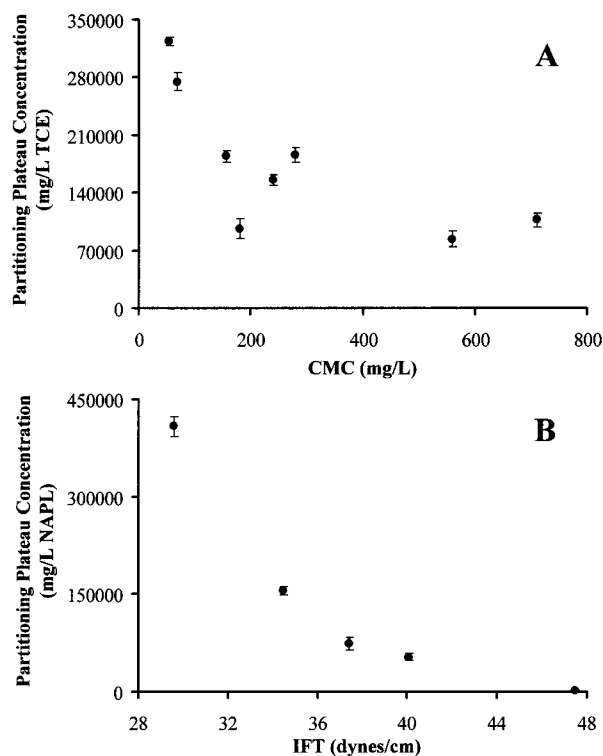 A
Partitioning Plateau Concentration
(mg/L TCE)
350000
280000
210000
140000
70000
0
0 200 400 600 800
CMC (mg/L)
B
Partitioning Plateau Concentration
(mg/L NAPL)
450000
300000
150000
0
28 32 36 40 44 48
IFT (dynes/cm)